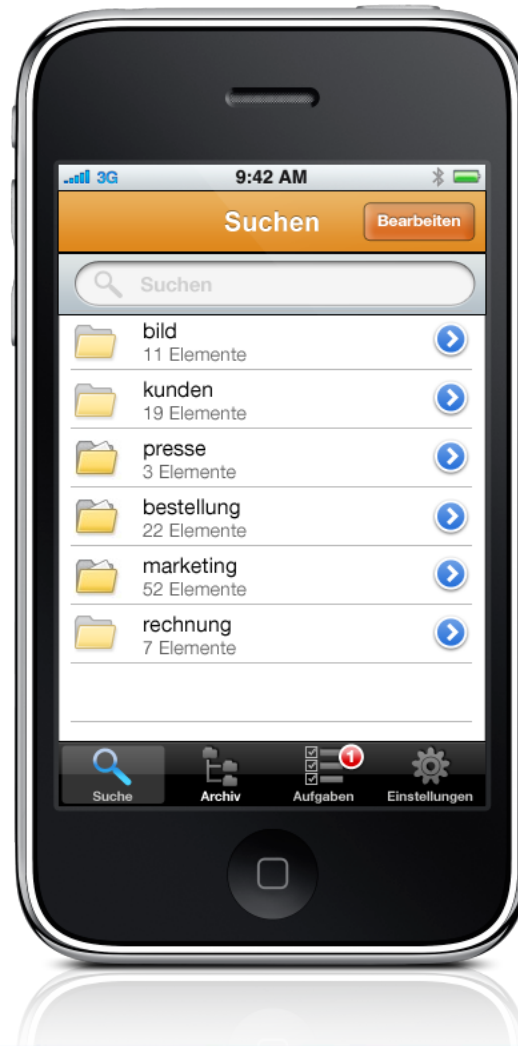 3G 9:42 AM
Suchen Bearbeiten
Suchen
bild
11 Elemente
kunden
19 Elemente
presse
3 Elemente
bestellung
22 Elemente
marketing
52 Elemente
rechnung
7 Elemente
1
Suche Archiv Aufgaben Einstellungen